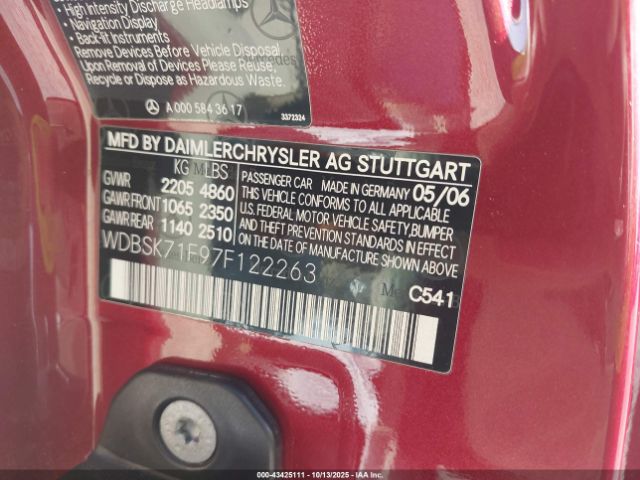 • High Intensity Discharge Headlamps
• Navigation Display
• Back-lit Instruments
Remove Devices Before Vehicle Disposal.
Upon Removal of Devices Please Reuse,
Recycle or Dispose as Hazardous Waste.
A 000 584 36 17
3372324
MFD BY DAIMLERCHRYSLER AG STUTTGART
KG LBS
GVWR 2205 4860
GAWR FRONT 1065 2350
GAWR REAR 1140 2510
PASSENGER CAR MADE IN GERMANY 05/06
THIS VEHICLE CONFORMS TO ALL APPLICABLE
U.S. FEDERAL MOTOR VEHICLE SAFETY, BUMPER
AND THEFT PREVENTION STANDARDS IN EFFECT
ON THE DATE OF MANUFACTURE SHOWN ABOVE
WDBSK71F97F122263
C541
000-43425111 - 10/13/2025 - IAA Inc.